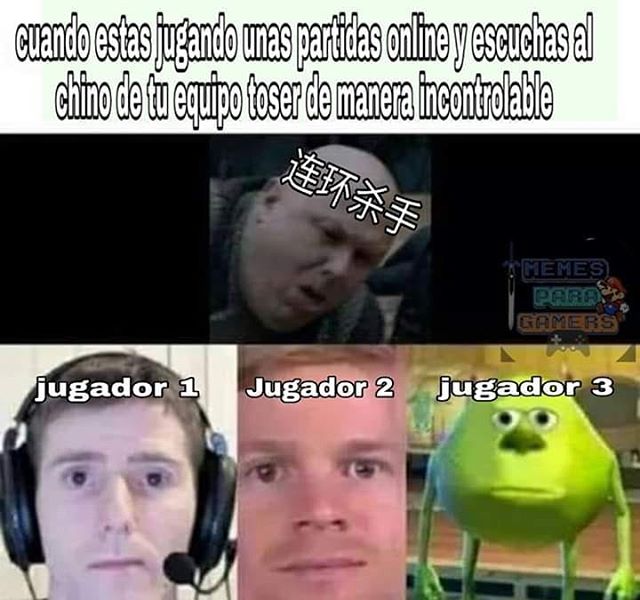 cuando estas jugando unas partidas online y escuchas al
chino de tu equipo toser de manera incontrolable
连环杀手
MEMES
PARA
GAMERS
jugador 1
Jugador 2
jugador 3